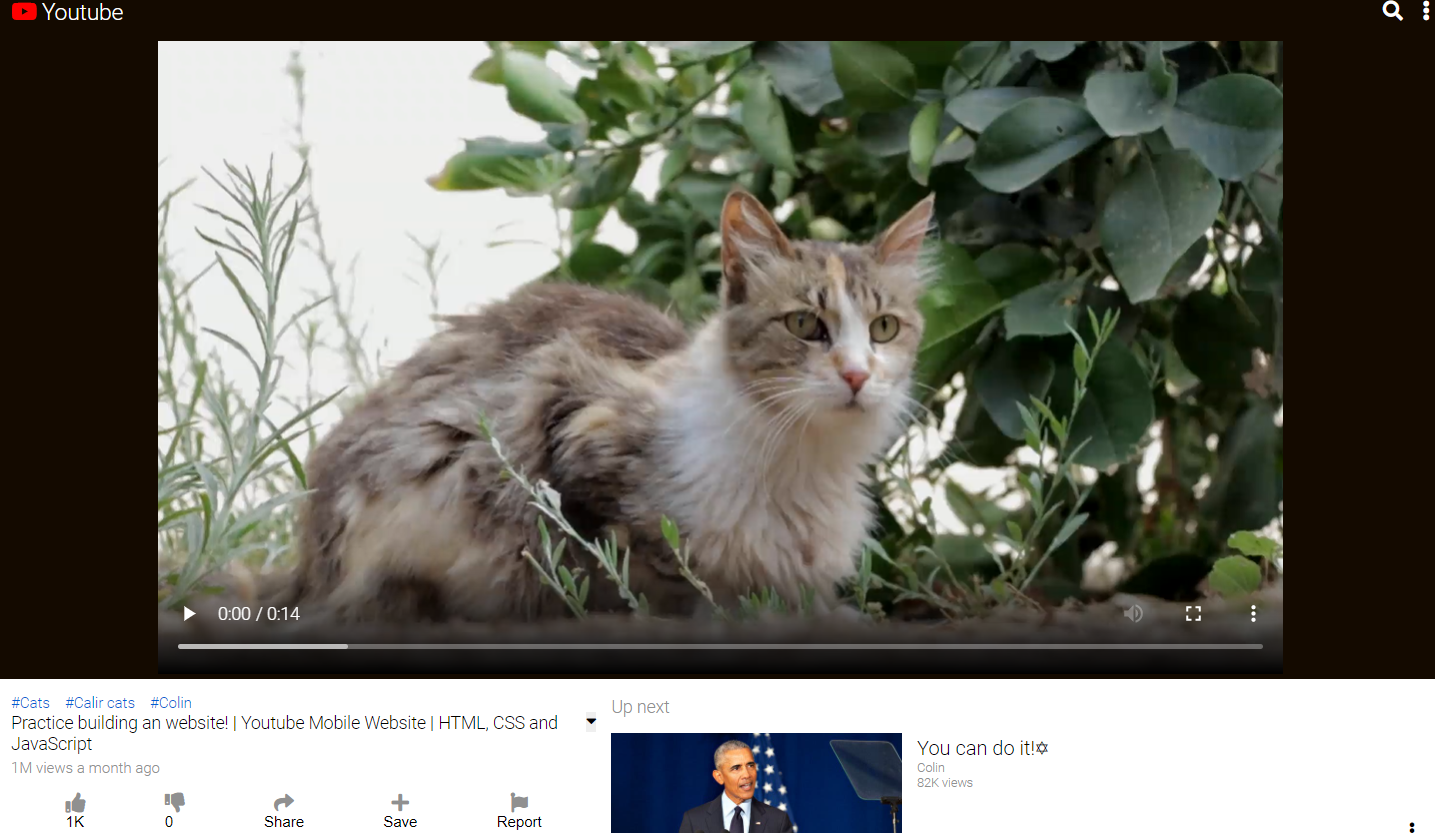 Youtube
0:00 / 0:14
#Cats #Calir cats #Colin
Practice building an website! | Youtube Mobile Website | HTML, CSS and
JavaScript
1M views a month ago
1K
0
Share
Save
Report
Up next
You can do it!✡
Colin
82K views